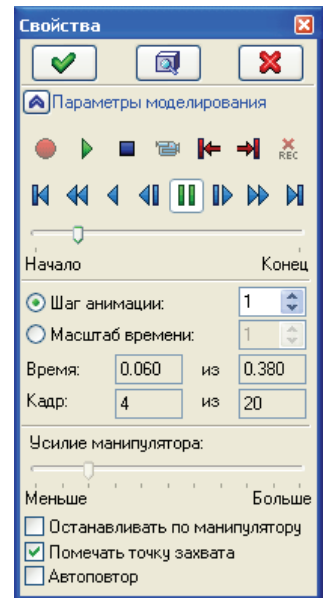 Свойства
Параметры моделирования
REC
Начало Конец
Шаг анимации: 1
Масштаб времени: 1
Время: 0.060 из 0.380
Кадр: 4 из 20
Усилие манипулятора:
Меньше Больше
Останавливать по манипулятору
Помечать точку захвата
Автоповтор